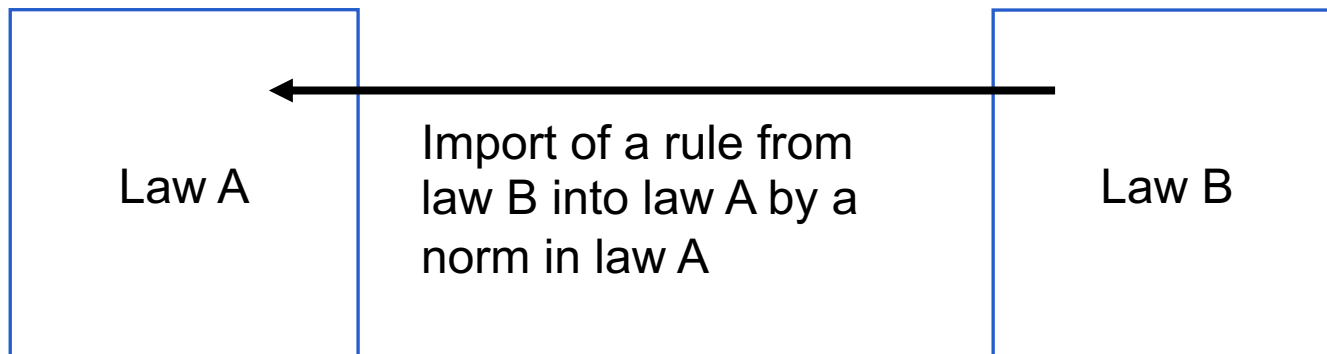 Law A
Import of a rule from
law B into law A by a
norm in law A
Law B